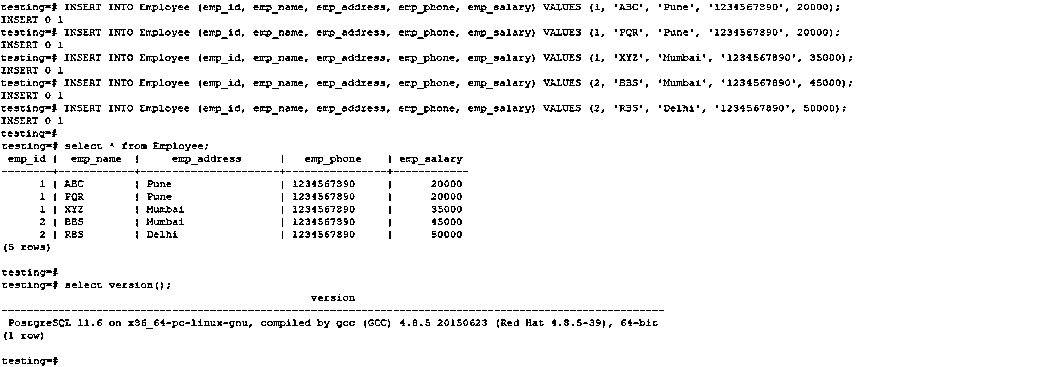 testing=# INSERT INTO Employee (emp_id, emp_name, emp_address, emp_phone, emp_salary) VALUES (1, 'ABC', 'Pune', '1234567890', 20000);
INSERT 0 1
testing=# INSERT INTO Employee (emp_id, emp_name, emp_address, emp_phone, emp_salary) VALUES (1, 'PQR', 'Pune', '1234567890', 20000);
INSERT 0 1
testing=# INSERT INTO Employee (emp_id, emp_name, emp_address, emp_phone, emp_salary) VALUES (1, 'XYZ', 'Mumbai', '1234567890', 35000);
INSERT 0 1
testing=# INSERT INTO Employee (emp_id, emp_name, emp_address, emp_phone, emp_salary) VALUES (2, 'BBS', 'Mumbai', '1234567890', 45000);
INSERT 0 1
testing=# INSERT INTO Employee (emp_id, emp_name, emp_address, emp_phone, emp_salary) VALUES (2, 'RBS', 'Delhi', '1234567890', 50000);
INSERT 0 1
testing=#
testing=# select * from Employee;
emp_id | emp_name | emp_address | emp_phone | emp_salary
--------+----------+-------------+-----------+------------
1 | ABC | Pune | 1234567890 | 20000
1 | PQR | Pune | 1234567890 | 20000
1 | XYZ | Mumbai | 1234567890 | 35000
2 | BBS | Mumbai | 1234567890 | 45000
2 | RBS | Delhi | 1234567890 | 50000
(5 rows)
testing=#
testing=# select version();
version
---------------------------------------------------------------------------------------------------------
PostgreSQL 11.6 on x86_64-pc-linux-gnu, compiled by gcc (GCC) 4.8.5 20150623 (Red Hat 4.8.5-39), 64-bit
(1 row)
testing=#